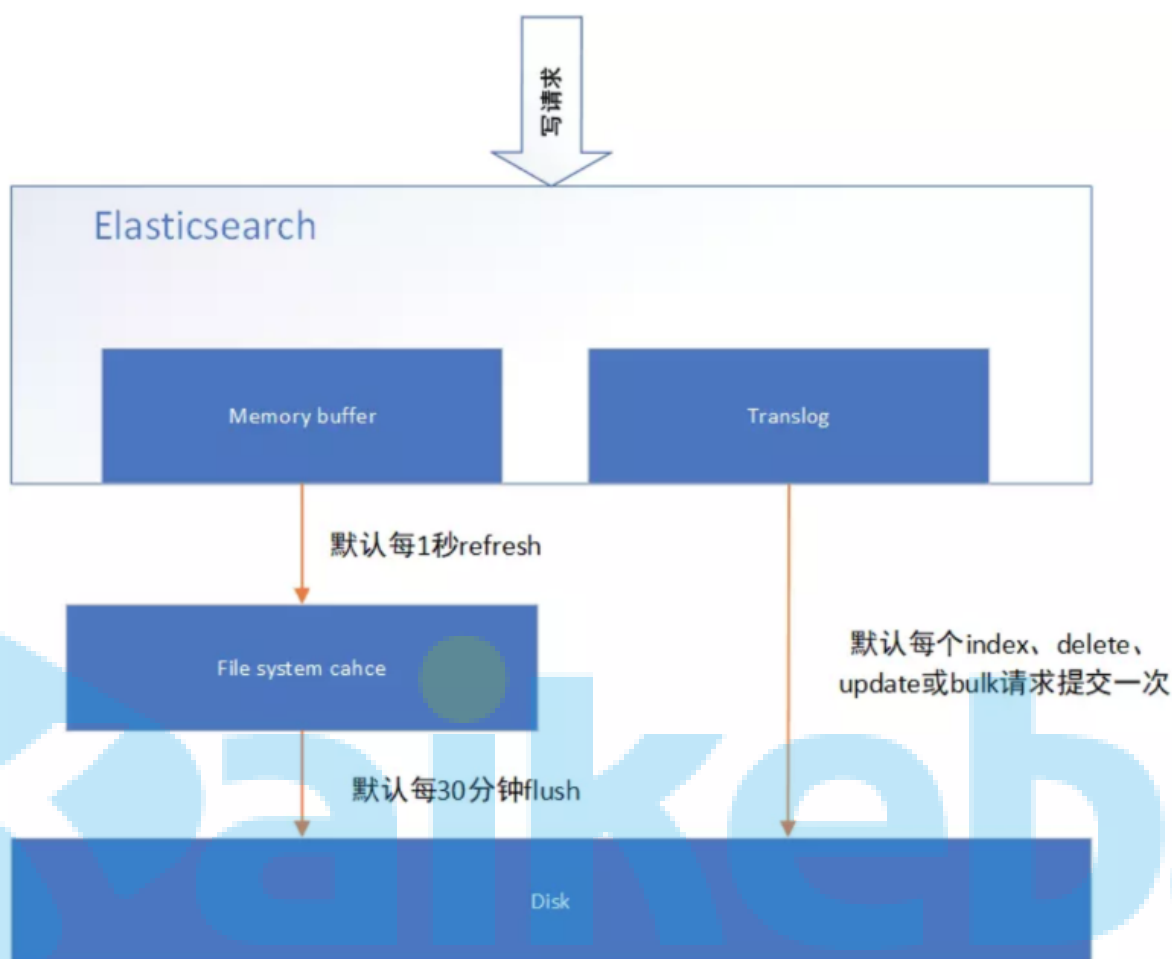 写请求
Elasticsearch
Memory buffer
Translog
默认每1秒refresh
File system cahce
默认每个index、delete、
update或bulk请求提交一次
默认每30分钟flush
aikeb
Disk